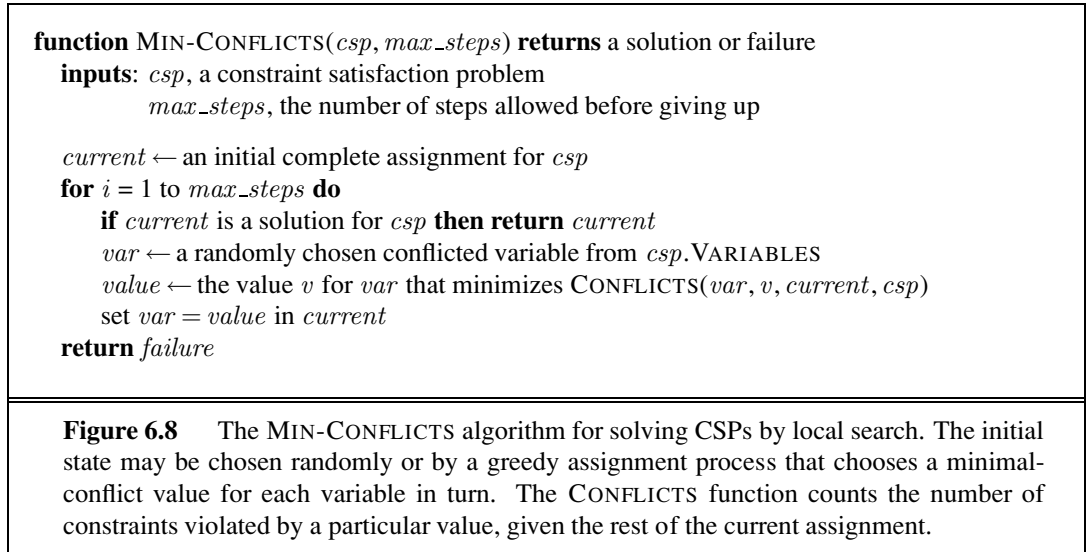 function MIN-CONFLICTS(csp, max_steps) returns a solution or failure
inputs: csp, a constraint satisfaction problem
max_steps, the number of steps allowed before giving up
current ← an initial complete assignment for csp
for i = 1 to max_steps do
if current is a solution for csp then return current
var ← a randomly chosen conflicted variable from csp.VARIABLES
value ← the value v for var that minimizes CONFLICTS(var, v, current, csp)
set var = value in current
return failure
Figure 6.8 The MIN-CONFLICTS algorithm for solving CSPs by local search. The initial
state may be chosen randomly or by a greedy assignment process that chooses a minimal-
conflict value for each variable in turn. The CONFLICTS function counts the number of
constraints violated by a particular value, given the rest of the current assignment.